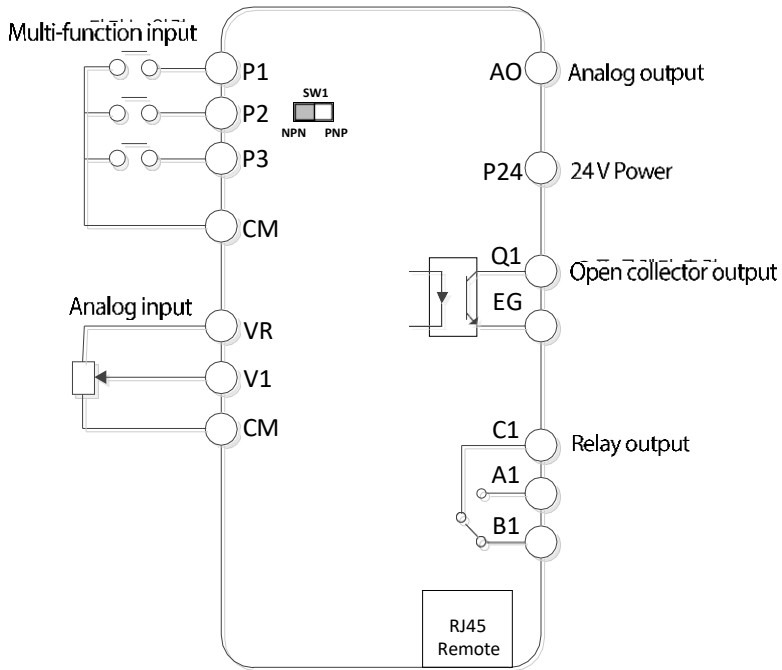 Multi-function input
P1
P2
P3
CM
SW1
NPN PNP
Analog input
VR
V1
CM
AO Analog output
P24 24 V Power
Q1
Open collector output
EG
C1 Relay output
A1
B1
RJ45
Remote